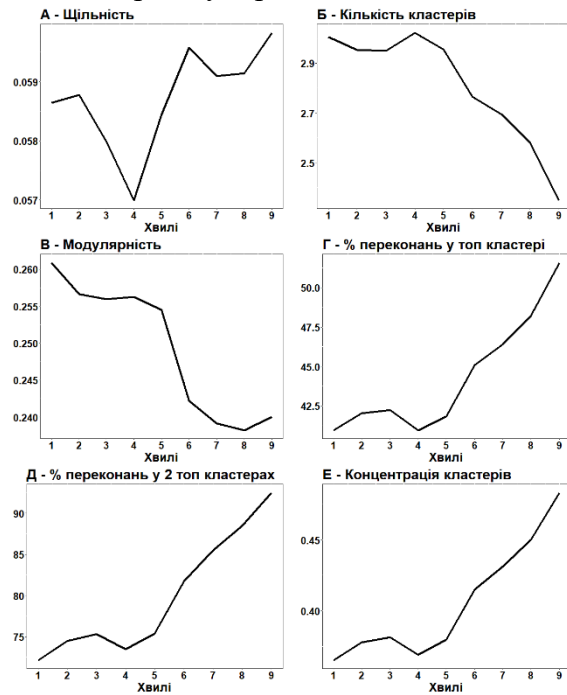 А - Щільність
0.059
0.058
0.057
1 2 3 4 5 6 7 8 9
Хвилі
Б - Кількість кластерів
2.9
2.7
2.5
1 2 3 4 5 6 7 8 9
Хвилі
В - Модулярність
0.260
0.255
0.250
0.245
0.240
1 2 3 4 5 6 7 8 9
Хвилі
Г - % переконань у топ кластері
50.0
47.5
45.0
42.5
1 2 3 4 5 6 7 8 9
Хвилі
Д - % переконань у 2 топ кластерах
90
85
80
75
1 2 3 4 5 6 7 8 9
Хвилі
Е - Концентрація кластерів
0.45
0.40
1 2 3 4 5 6 7 8 9
Хвилі